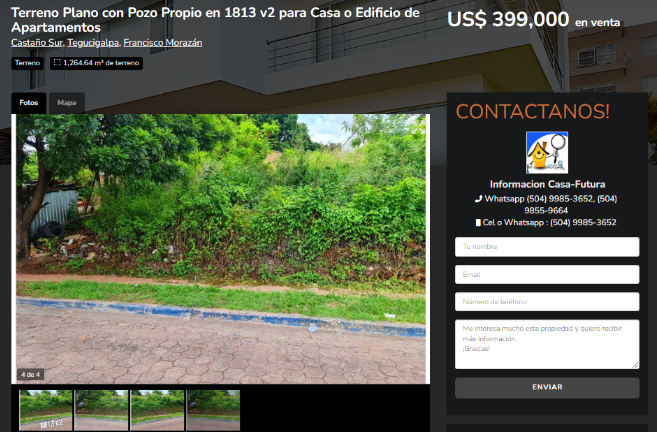 Terreno Plano con Pozo Propio en 1813 v2 para Casa o Edificio de
Apartamentos
Castaño Sur, Tegucigalpa, Francisco Morazán
Terreno
1,264.64 m² de terreno
US$ 399,000 en venta
Fotos
Mapa
4 de 4
1813 v2
CONTACTANOS!
Informacion Casa-Futura
Whatsapp (504) 9985-3652, (504)
9855-9664
Cel o Whatsapp : (504) 9985-3652
Tu nombre
Email
Número de teléfono
Me interesa mucho esta propiedad y quiero recibir
más información.
¡Gracias!
ENVIAR